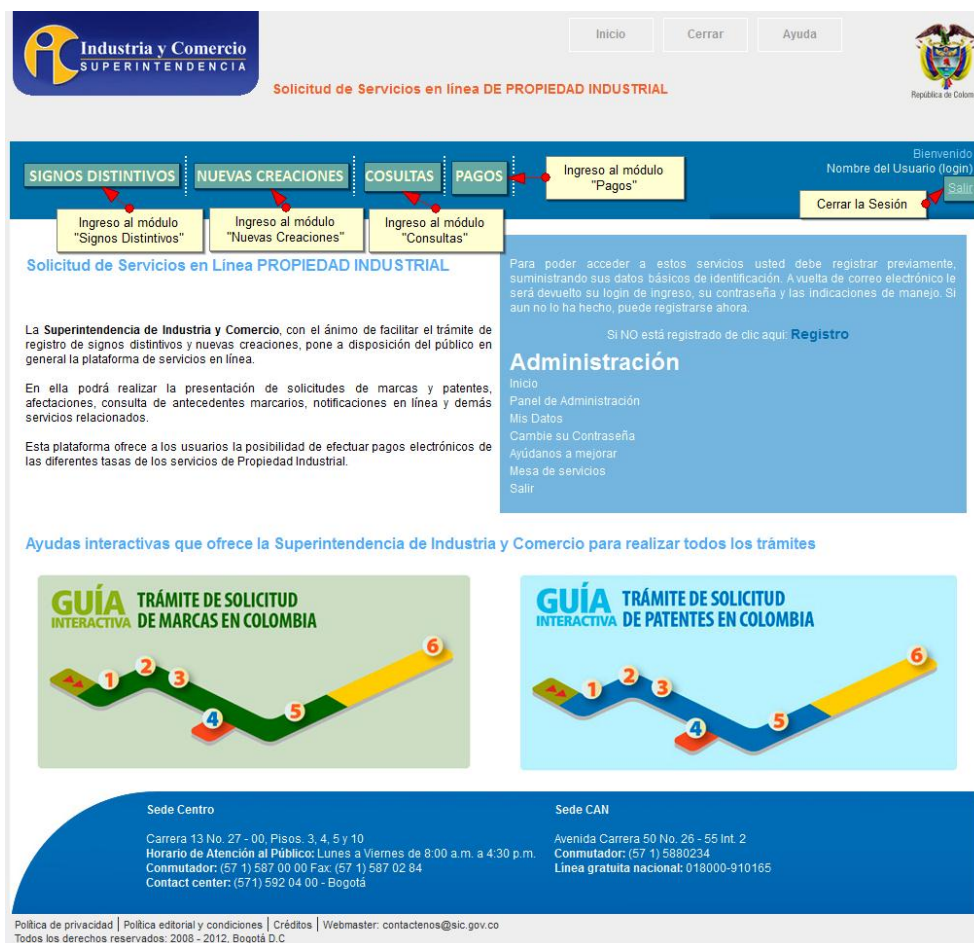 Industria y Comercio
SUPERINTENDENCIA
Inicio
Cerrar
Ayuda
Solicitud de Servicios en línea DE PROPIEDAD INDUSTRIAL
República de Colom
Bienvenido
Nombre del Usuario (login)
Salir
SIGNOS DISTINTIVOS
NUEVAS CREACIONES
COSULTAS
PAGOS
Ingreso al módulo
"Pagos"
Cerrar la Sesión
Ingreso al módulo
"Signos Distintivos"
Ingreso al módulo
"Nuevas Creaciones"
Ingreso al módulo
"Consultas"
Solicitud de Servicios en Línea PROPIEDAD INDUSTRIAL
La Superintendencia de Industria y Comercio, con el ánimo de facilitar el trámite de
registro de signos distintivos y nuevas creaciones, pone a disposición del público en
general la plataforma de servicios en línea.
En ella podrá realizar la presentación de solicitudes de marcas y patentes,
afectaciones, consulta de antecedentes marcarios, notificaciones en línea y demás
servicios relacionados.
Esta plataforma ofrece a los usuarios la posibilidad de efectuar pagos electrónicos de
las diferentes tasas de los servicios de Propiedad Industrial.
Para poder acceder a estos servicios usted debe registrar previamente,
suministrando sus datos básicos de identificación. A vuelta de correo electrónico le
será devuelto su login de ingreso, su contraseña y las indicaciones de manejo. Si
aun no lo ha hecho, puede registrarse ahora.
Si NO está registrado de clic aqui: Registro
Administración
Inicio
Panel de Administración
Mis Datos
Cambie su Contraseña
Ayúdanos a mejorar
Mesa de servicios
Salir
Ayudas interactivas que ofrece la Superintendencia de Industria y Comercio para realizar todos los trámites
GUÍA
INTERACTIVA
TRÁMITE DE SOLICITUD
DE MARCAS EN COLOMBIA
1
2
3
4
5
6
GUÍA
INTERACTIVA
TRÁMITE DE SOLICITUD
DE PATENTES EN COLOMBIA
1
2
3
4
5
6
Sede Centro
Carrera 13 No. 27 - 00, Pisos. 3, 4, 5 y 10
Horario de Atención al Público: Lunes a Viernes de 8:00 a.m. a 4:30 p.m.
Conmutador: (57 1) 587 00 00 Fax: (57 1) 587 02 84
Contact center: (571) 592 04 00 - Bogotá
Sede CAN
Avenida Carrera 50 No. 26 - 55 Int. 2
Conmutador: (57 1) 5880234
Línea gratuita nacional: 018000-910165
Política de privacidad | Política editorial y condiciones | Créditos | Webmaster: contactenos@sic.gov.co
Todos los derechos reservados: 2008 - 2012, Bogotá D.C